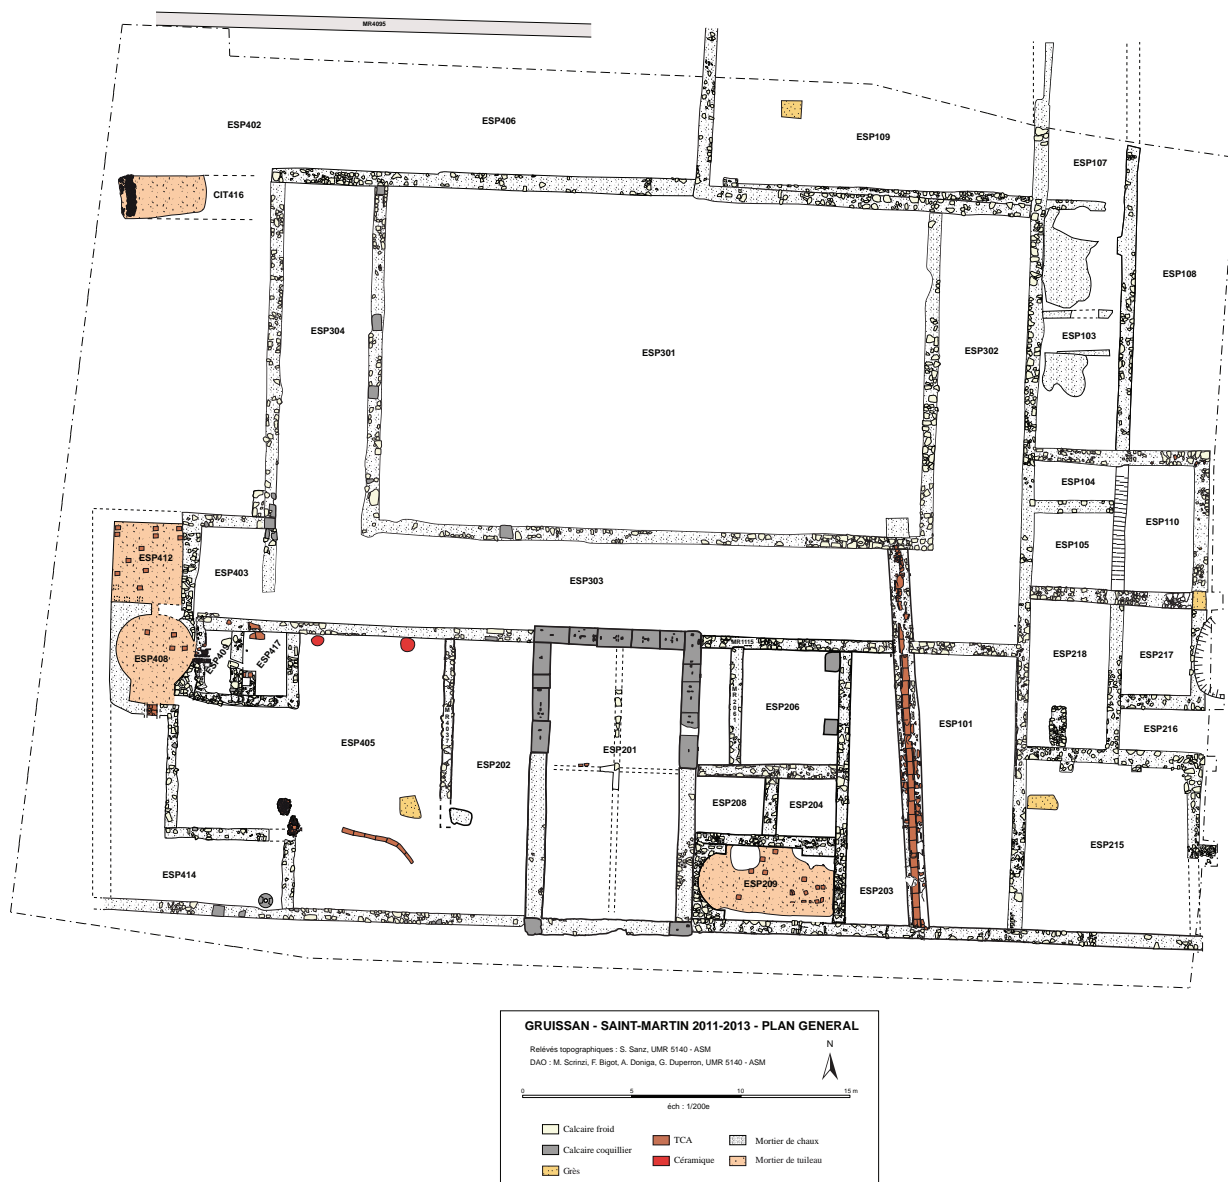 MR4095
ESP402
ESP406
ESP109
ESP107
CIT416
ESP108
ESP304
ESP301
ESP302
ESP103
ESP104
ESP110
ESP105
ESP412
ESP403
ESP303
ESP408
ESP409
ESP417
MR1115
ESP218
ESP217
ESP206
ESP101
ESP405
ESP201
ESP216
ESP202
ESP208
ESP204
ESP215
ESP414
ESP209
ESP203
GRUISSAN - SAINT-MARTIN 2011-2013 - PLAN GENERAL
Relévés topographiques : S. Sanz, UMR 5140 - ASM
DAO : M. Scrinzi, F. Bigot, A. Doniga, G. Duperron, UMR 5140 - ASM
N
0 5 10 15 m
éch : 1/200e
Calcaire froid
Calcaire coquillier
Grès
TCA
Céramique
Mortier de chaux
Mortier de tuileau